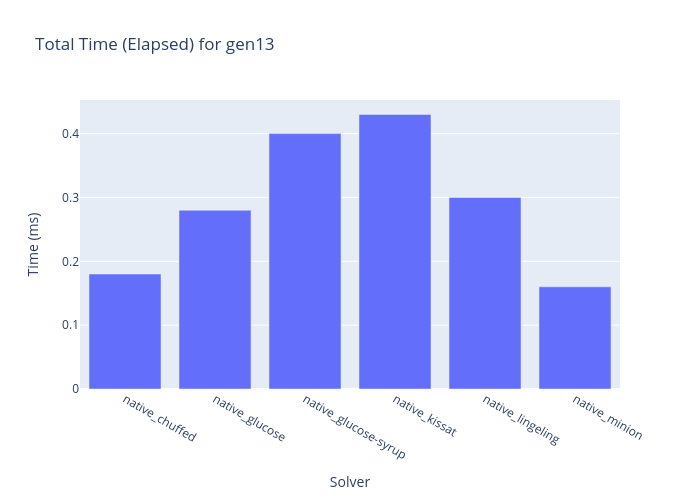 Total Time (Elapsed) for gen13
Time (ms)
0.4
0.3
0.2
0.1
0
native_chuffed
native_glucose
native_glucose-syrup
native_kissat
native_lingeling
native_minion
Solver